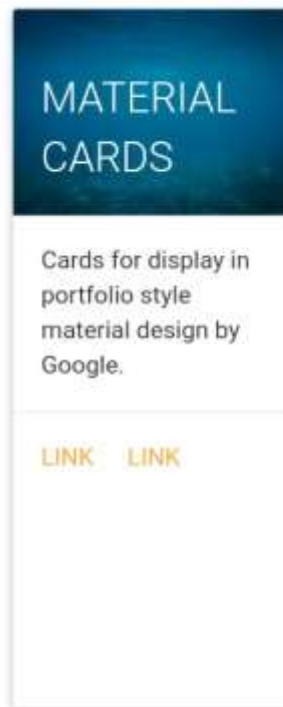 MATERIAL
CARDS
Cards for display in
portfolio style
material design by
Google.
LINK LINK